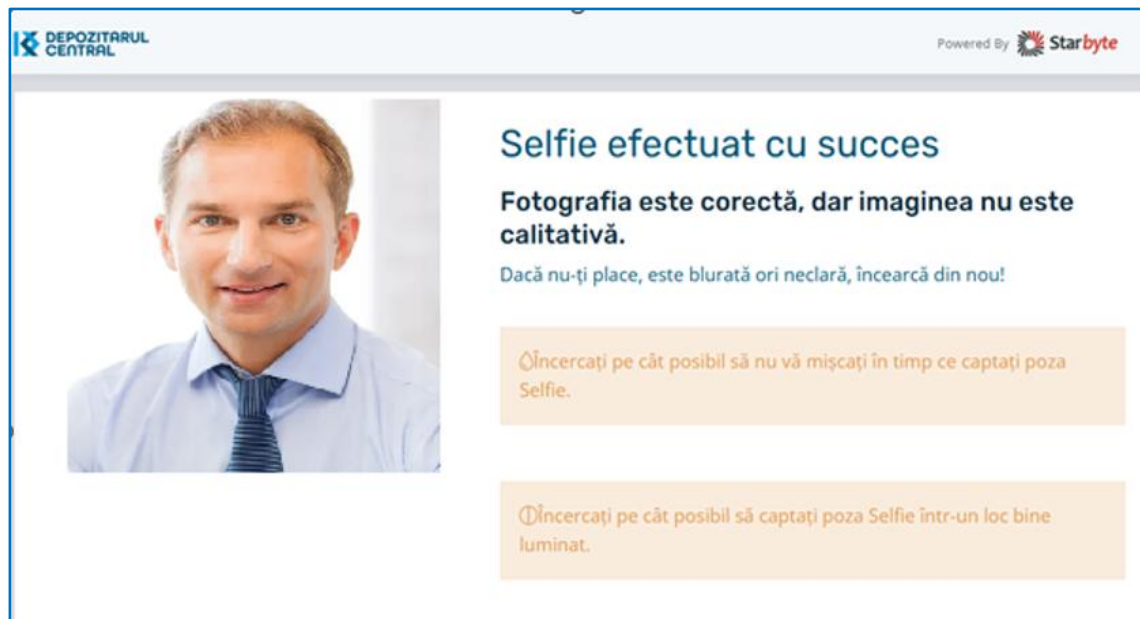 DEPOZITARUL
CENTRAL
Powered By Starbyte
Selfie efectuat cu succes
Fotografia este corectă, dar imaginea nu este
calitativă.
Dacă nu-ți place, este blurată ori neclară, încearcă din nou!
Încercați pe cât posibil să nu vă mișcați în timp ce captați poza
Selfie.
Încercați pe cât posibil să captați poza Selfie într-un loc bine
luminat.